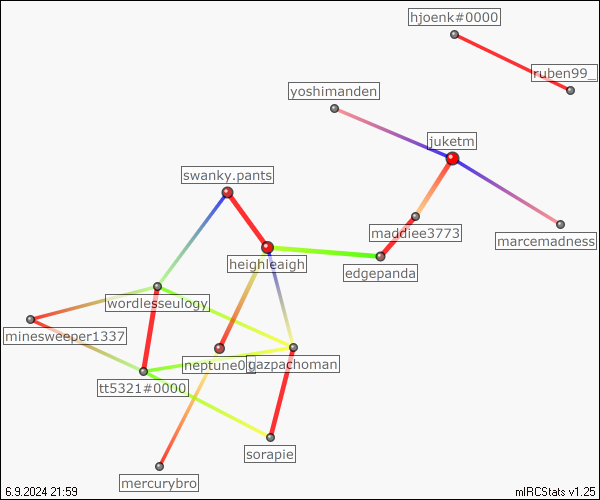 hjoenk#0000
ruben99_
yoshimanden
juketm
swanky.pants
maddiee3773
marcemadness
heighleaigh
edgepanda
wordlesseulogy
minesweeper1337
gazpachoman
tt5321#0000
sorapie
mercurybro
6.9.2024 21:59
mIRCStats v1.25